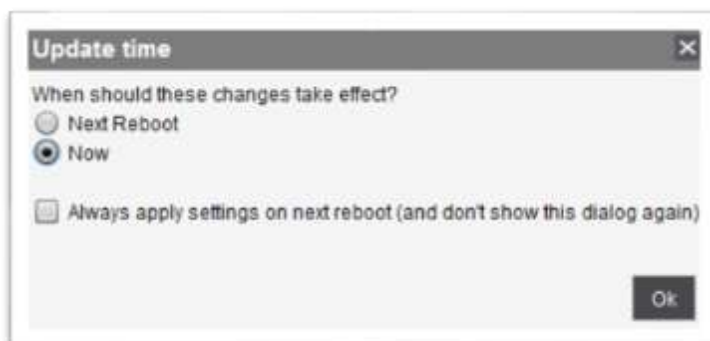 Update time
When should these changes take effect?
Next Reboot
Now
Always apply settings on next reboot (and don't show this dialog again)
Ok